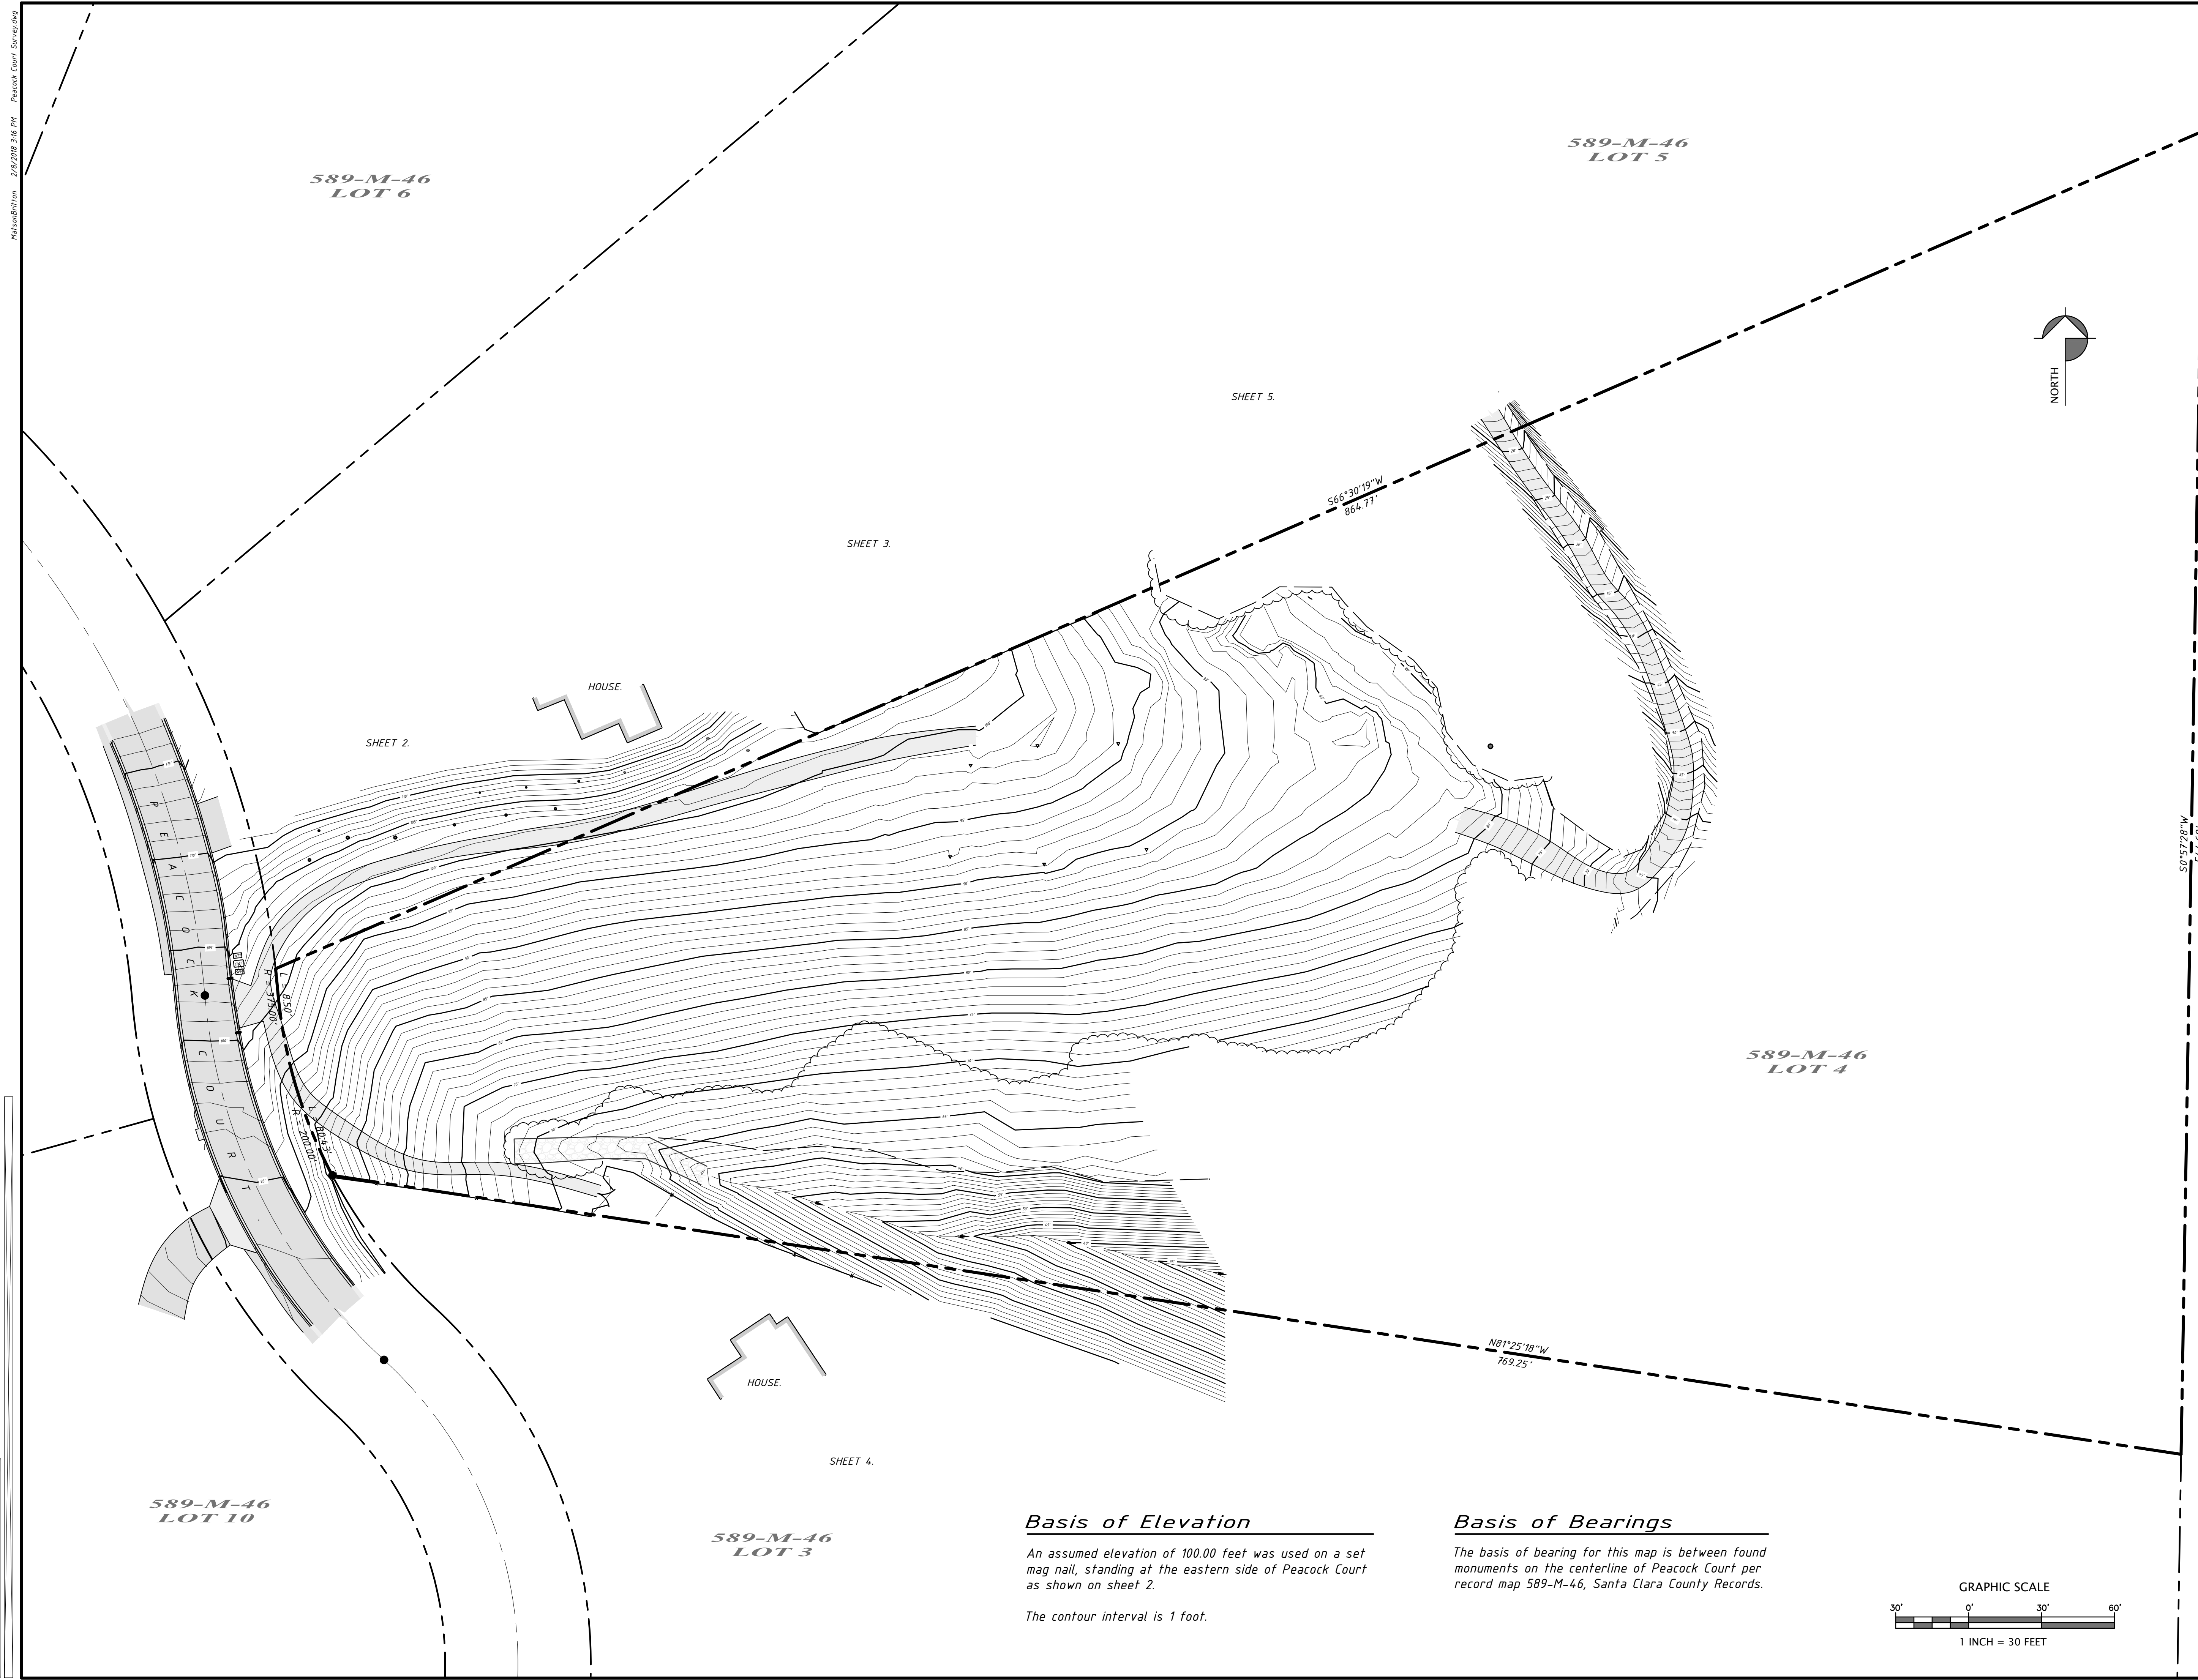 MatsonBritton 2/8/2018 3:16 PM Peacock Court Survey.dwg
589-M-46
LOT 6
589-M-46
LOT 5
NORTH
SHEET 5.
S66°30'19"W
864.77'
SHEET 3.
HOUSE.
SHEET 2.
PEACOCK COURT
S0°57'28"W
L = 85.0'
R = 375.00'
L = 80.43'
R = 200.00'
589-M-46
LOT 4
N81°25'18"W
769.25'
HOUSE.
SHEET 4.
589-M-46
LOT 10
589-M-46
LOT 3
Basis of Elevation
An assumed elevation of 100.00 feet was used on a set
mag nail, standing at the eastern side of Peacock Court
as shown on sheet 2.
The contour interval is 1 foot.
Basis of Bearings
The basis of bearing for this map is between found
monuments on the centerline of Peacock Court per
record map 589-M-46, Santa Clara County Records.
GRAPHIC SCALE
30' 0' 30' 60'
1 INCH = 30 FEET